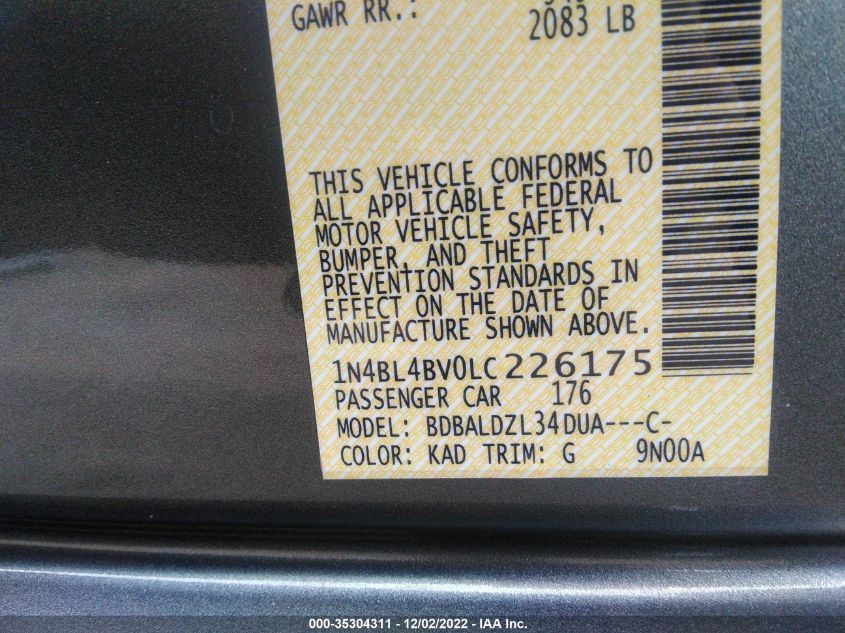 GAWR RR.:
2083 LB
THIS VEHICLE CONFORMS TO
ALL APPLICABLE FEDERAL
MOTOR VEHICLE SAFETY,
BUMPER, AND THEFT
PREVENTION STANDARDS IN
EFFECT ON THE DATE OF
MANUFACTURE SHOWN ABOVE.
1N4BL4BV0LC226175
PASSENGER CAR 176
MODEL: BDBALDZL34DUA---C-
COLOR: KAD TRIM: G 9N00A
000-35304311 - 12/02/2022 - IAA Inc.